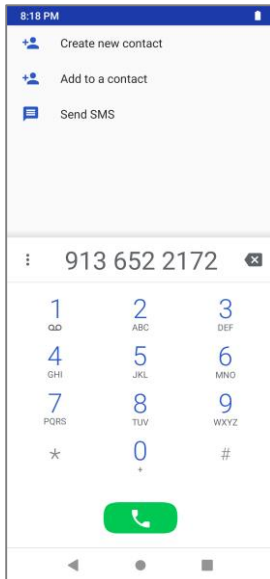 8:18 PM
Create new contact
Add to a contact
Send SMS
913 652 2172
1 2 3
ABC DEF
4 5 6
GHI JKL MNO
7 8 9
PQRS TUV WXYZ
* 0 #
+